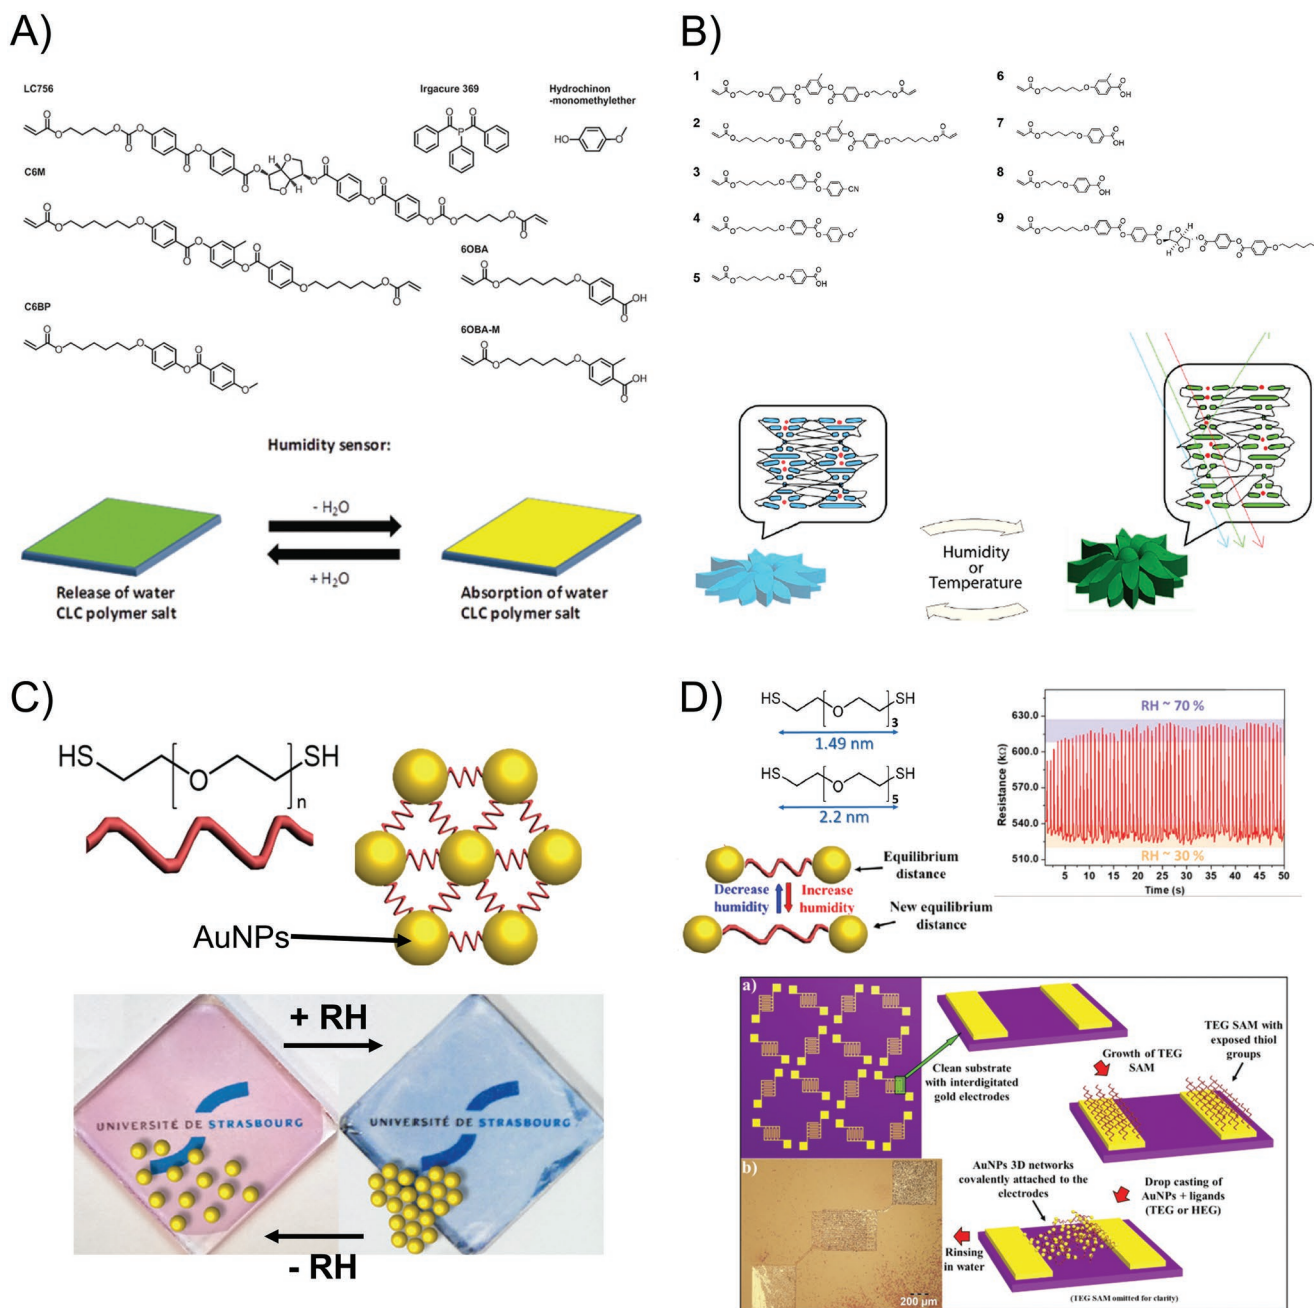 A)
LC756
Irgacure 369
Hydrochinon
-monomethylether
C6M
6OBA
C6BP
6OBA-M
Humidity sensor:
- H₂O
+ H₂O
Release of water
CLC polymer salt
Absorption of water
CLC polymer salt
B)
1
2
3
4
5
6
7
8
9
Humidity
or
Temperature
C)
HS
O
SH
n
AuNPs
+ RH
UNIVERSITÉ DE STRASBOURG
UNIVERSITÉ DE STRASBOURG
- RH
D)
HS
O
SH
3
1.49 nm
HS
O
SH
5
2.2 nm
Equilibrium
distance
Decrease
humidity
Increase
humidity
New equilibrium
distance
RH ~ 70 %
RH ~ 30 %
Resistance (kΩ)
630.0
600.0
570.0
540.0
510.0
5 10 15 20 25 30 35 40 45 50
Time (s)
a)
Clean substrate
with interdigitated
gold electrodes
Growth of TEG
SAM
TEG SAM with
exposed thiol
groups
Drop casting of
AuNPs + ligands
(TEG or HEG)
AuNPs 3D networks
covalently attached to the
electrodes
Rinsing
in water
(TEG SAM omitted for clarity)
b)
200 µm